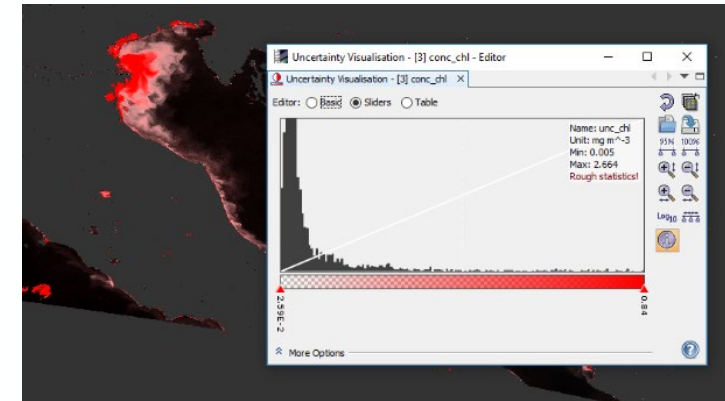 Uncertainty Visualisation - [3] conc_chl - Editor
Uncertainty Visualisation - [3] conc_chl
Editor: Basic Sliders Table
Name: unc_chl
Unit: mg m^-3
Min: 0.005
Max: 2.664
Rough statistics!
95% 100%
Log10
2.59E-2
0.84
More Options